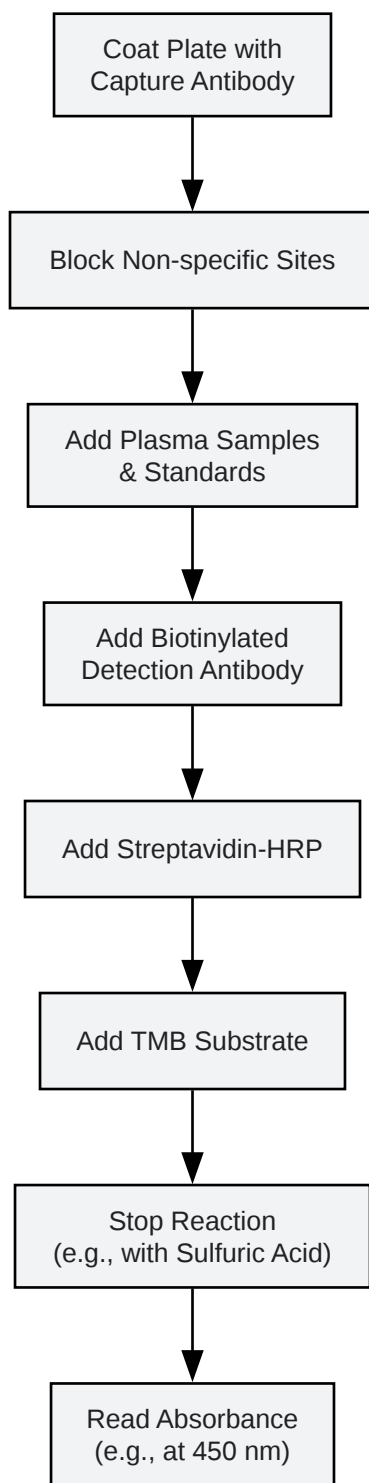 Coat Plate with
Capture Antibody
Block Non-specific Sites
Add Plasma Samples
& Standards
Add Biotinylated
Detection Antibody
Add Streptavidin-HRP
Add TMB Substrate
Stop Reaction
(e.g., with Sulfuric Acid)
Read Absorbance
(e.g., at 450 nm)